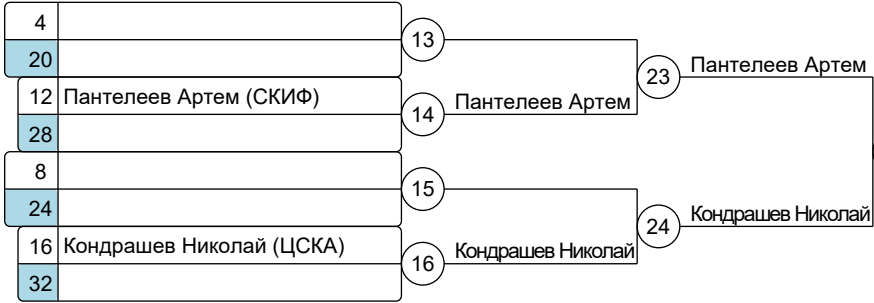 4
13
20
23
Пантелеев Артем
12 Пантелеев Артем (СКИФ)
14
Пантелеев Артем
28
8
15
24
24
Кондрашев Николай
16 Кондрашев Николай (ЦСКА)
16
Кондрашев Николай
32